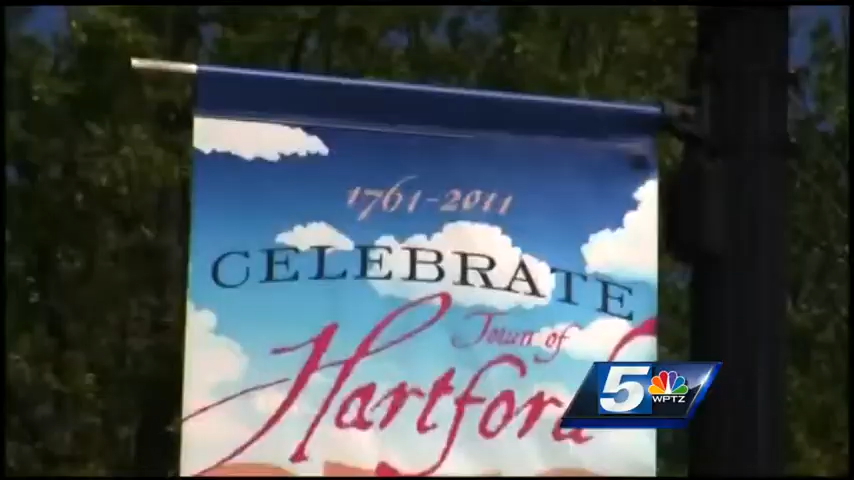 1761-2011
CELEBRATE
Town of
Hartford
5
WPTZ